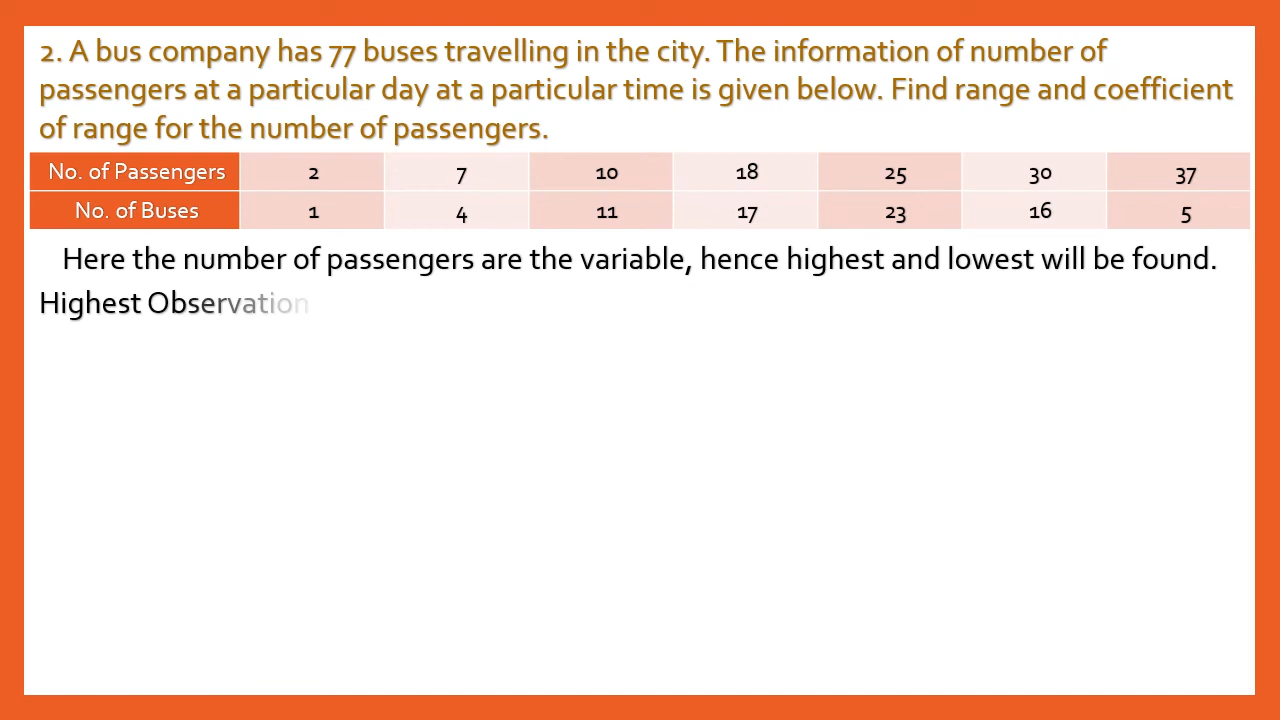 2. A bus company has 77 buses travelling in the city. The information of number of
passengers at a particular day at a particular time is given below. Find range and coefficient
of range for the number of passengers.
No. of Passengers 2 7 10 18 25 30 37
No. of Buses 1 4 11 17 23 16 5
Here the number of passengers are the variable, hence highest and lowest will be found.
Highest Observation